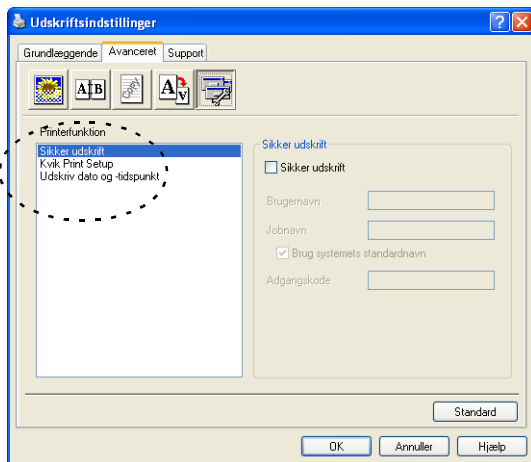 Udskriftsindstillinger
Grundlæggende Avanceret Support
A B A A
Printerfunktion
Sikker udskrift
Kvik Print Setup
Udskriv dato og -tidspunkt
Sikker udskrift
Sikker udskrift
Brugernavn
Jobnavn
Brug systemets standardnavn
Adgangskode
Standard
OK Annuller Hjælp